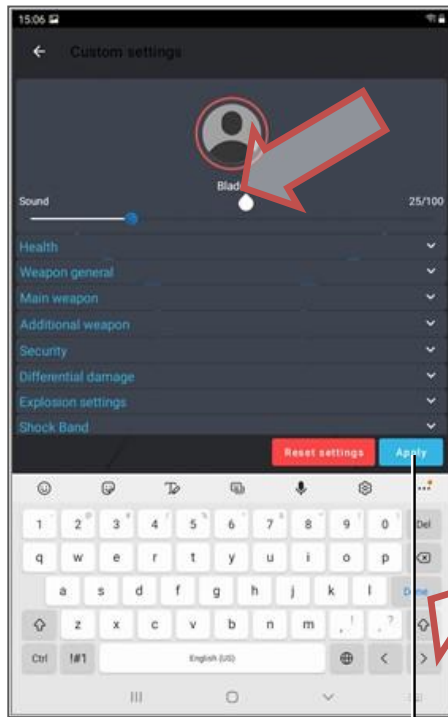 15:06
Custom settings
Sound
25/100
Health
Weapon general
Main weapon
Additional weapon
Security
Differential damage
Explosion settings
Shock Band
Reset settings Apply
1 2 3 4 5 6 7 8 9 0 Del
q w e r t y u i o p
a s d f g h j k l
z x c v b n m , ! . ?
Ctrl !#1 English (US) < >